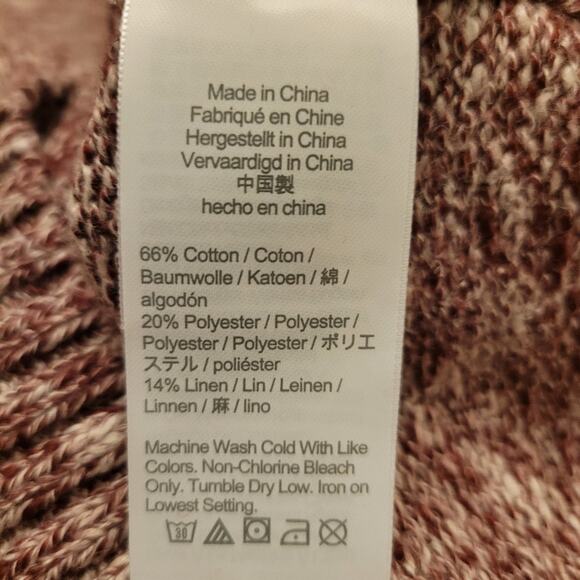 Made in China
Fabriqué en Chine
Hergestellt in China
Vervaardigd in China
中国製
hecho en china
66% Cotton / Coton /
Baumwolle / Katoen / 綿 /
algodón
20% Polyester / Polyester /
Polyester / Polyester / ポリエ
ステル / poliéster
14% Linen / Lin / Leinen /
Linnen / 麻 / lino
Machine Wash Cold With Like
Colors. Non-Chlorine Bleach
Only. Tumble Dry Low. Iron on
Lowest Setting.
30